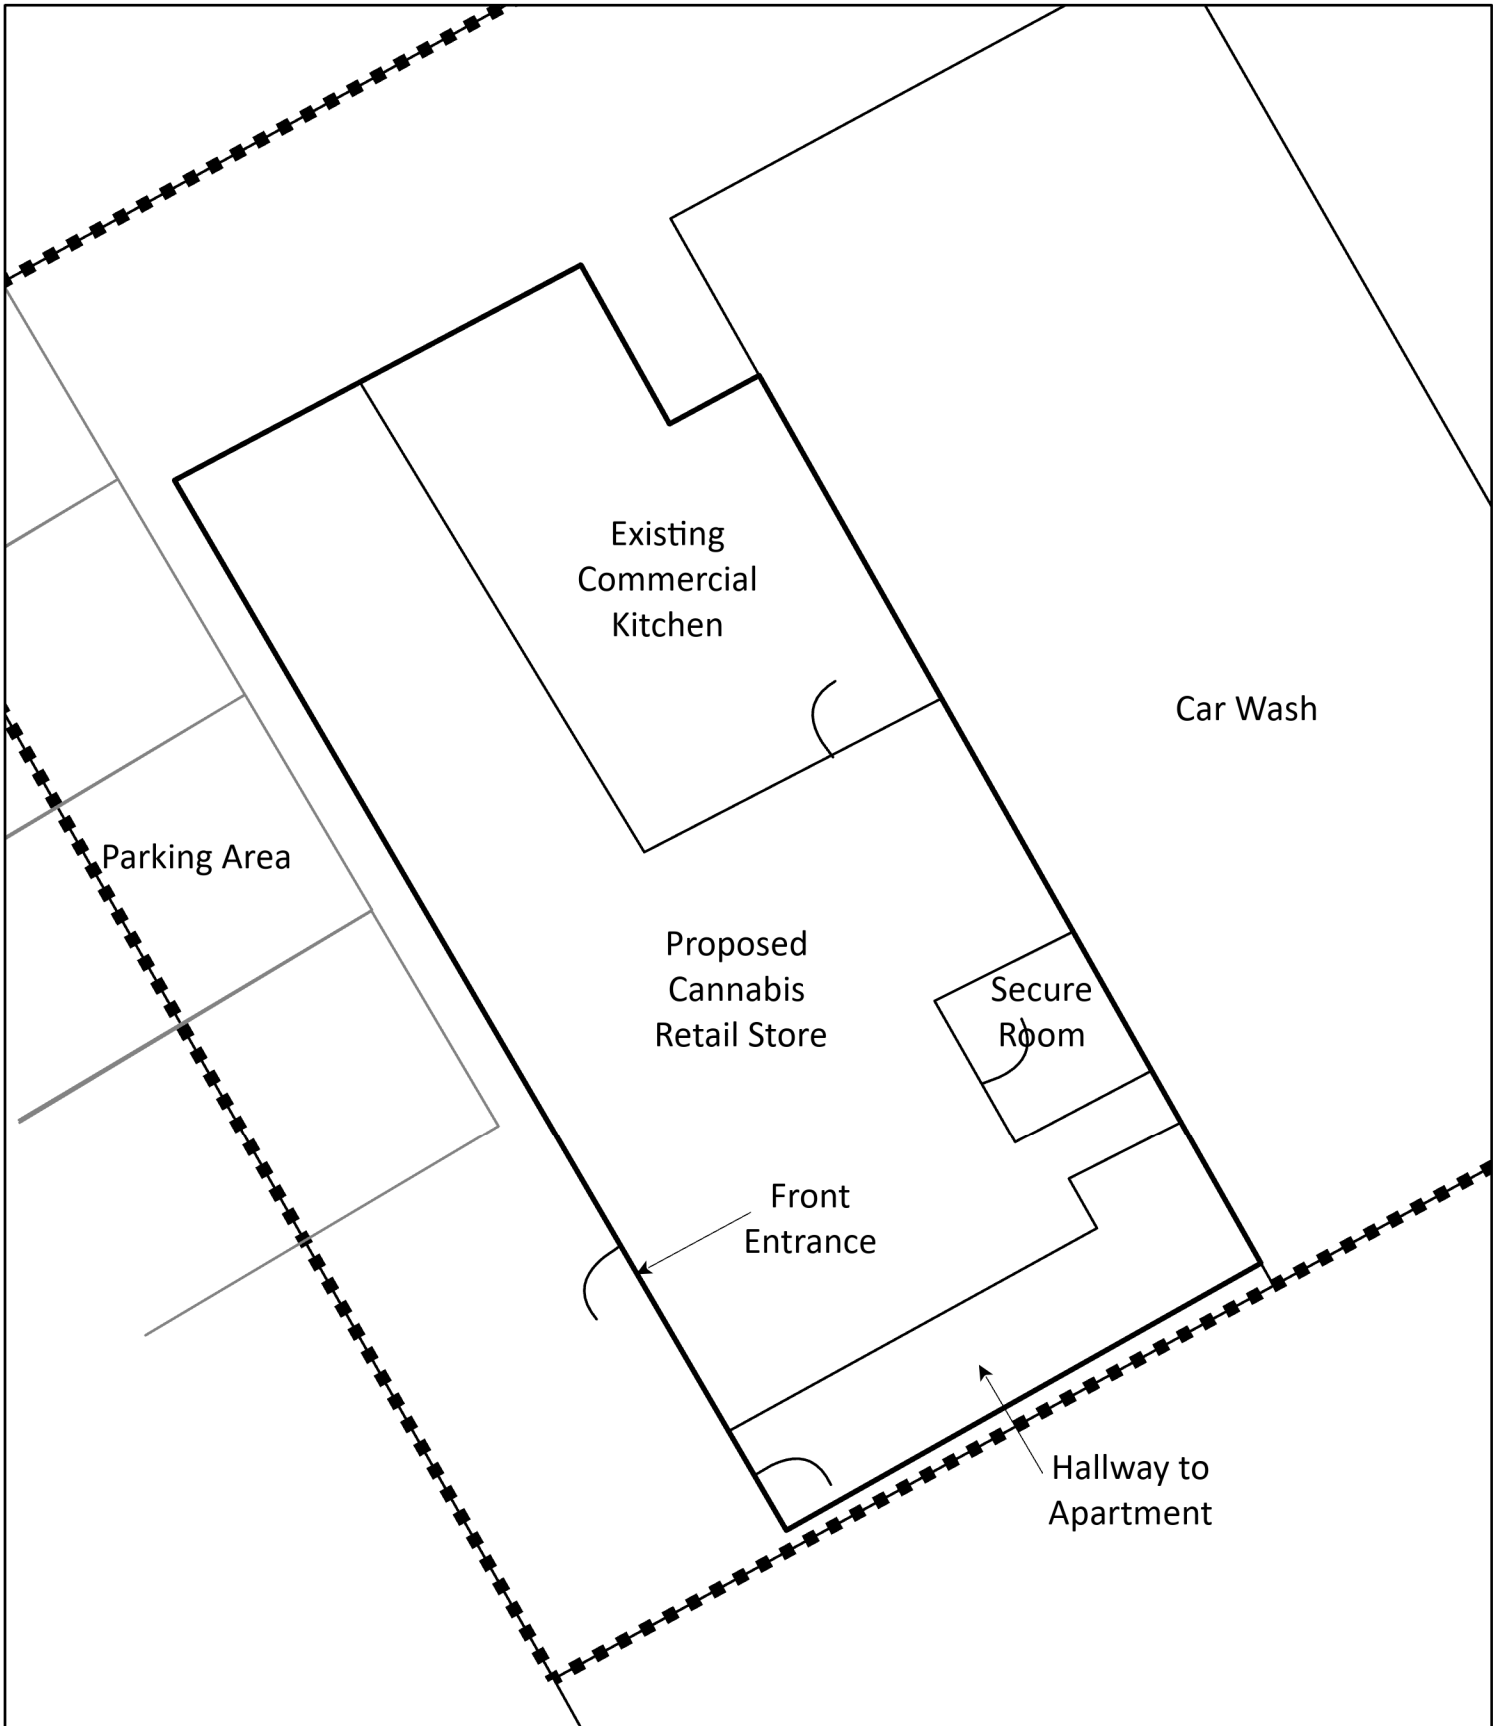 Existing
Commercial
Kitchen
Car Wash
Parking Area
Proposed
Cannabis
Retail Store
Secure
Room
Front
Entrance
Hallway to
Apartment